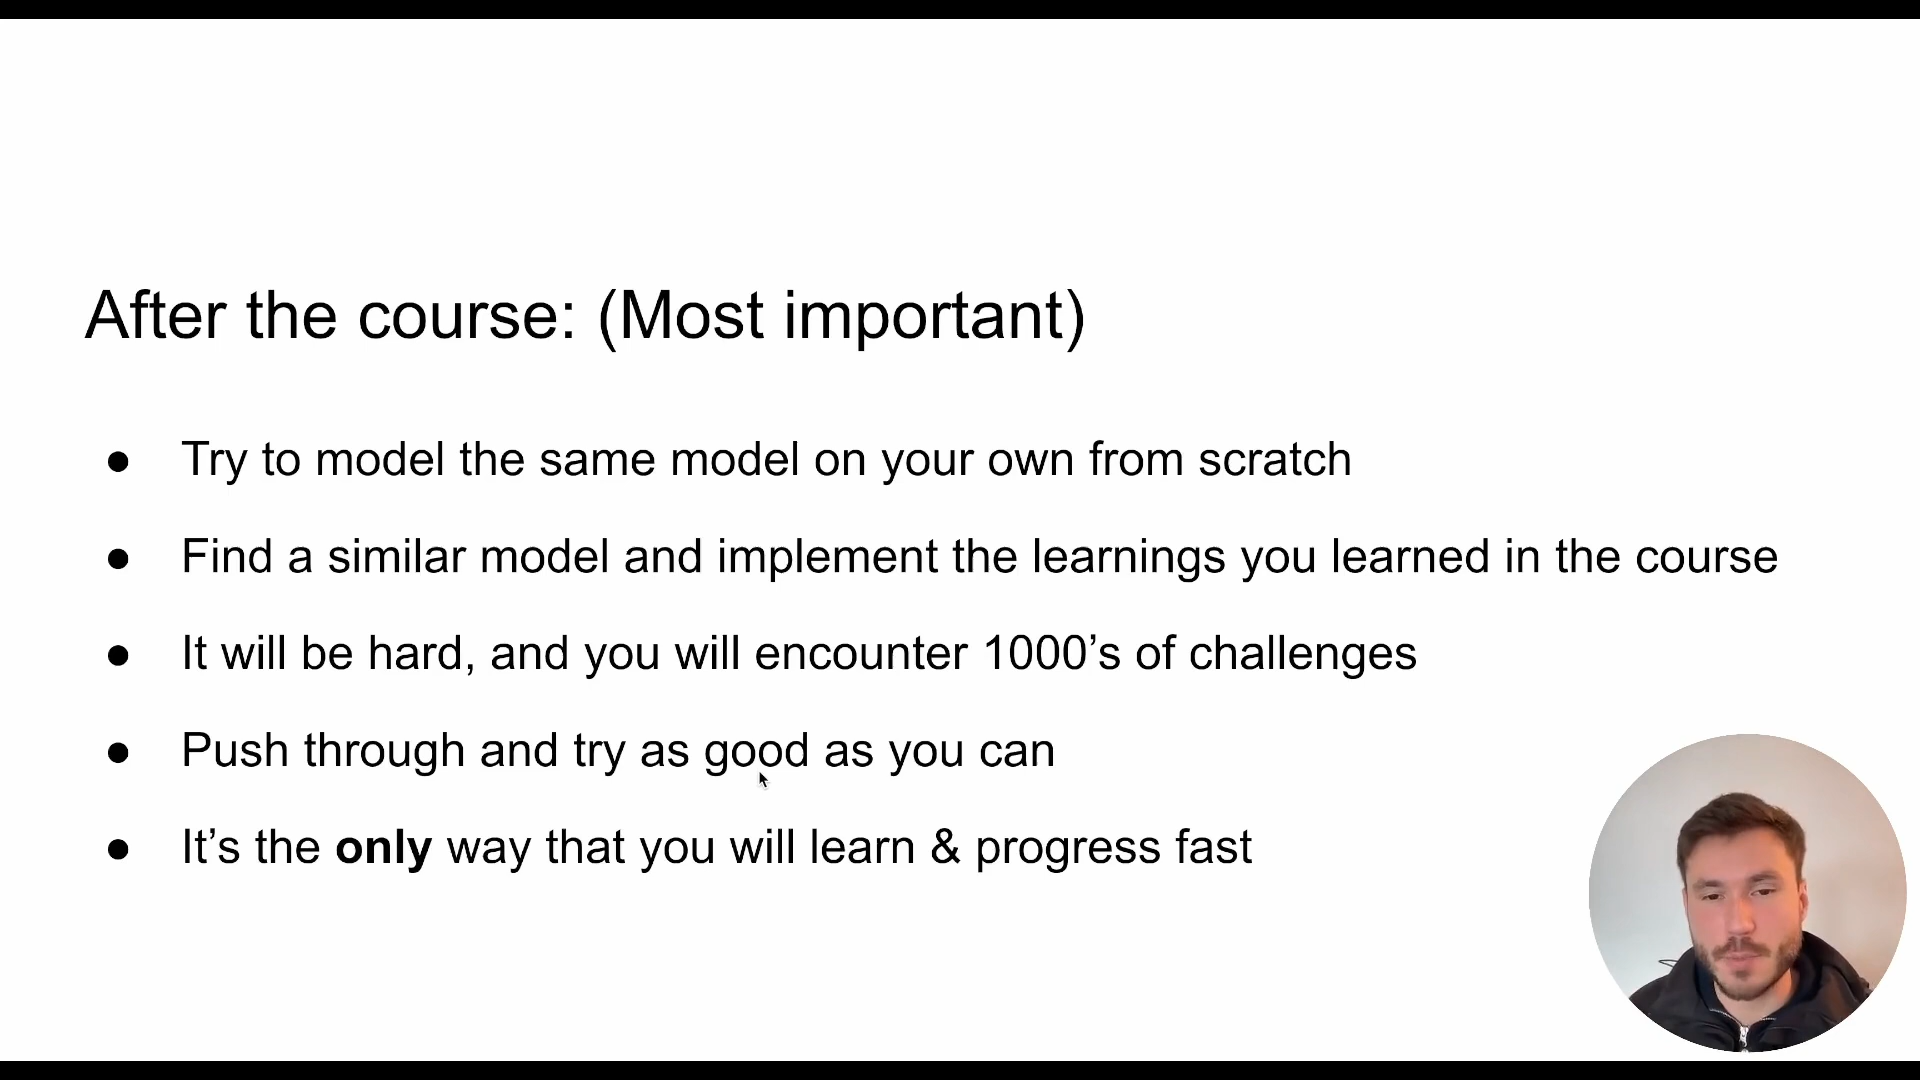 After the course: (Most important)
● Try to model the same model on your own from scratch
● Find a similar model and implement the learnings you learned in the course
● It will be hard, and you will encounter 1000’s of challenges
● Push through and try as good as you can
● It’s the only way that you will learn & progress fast